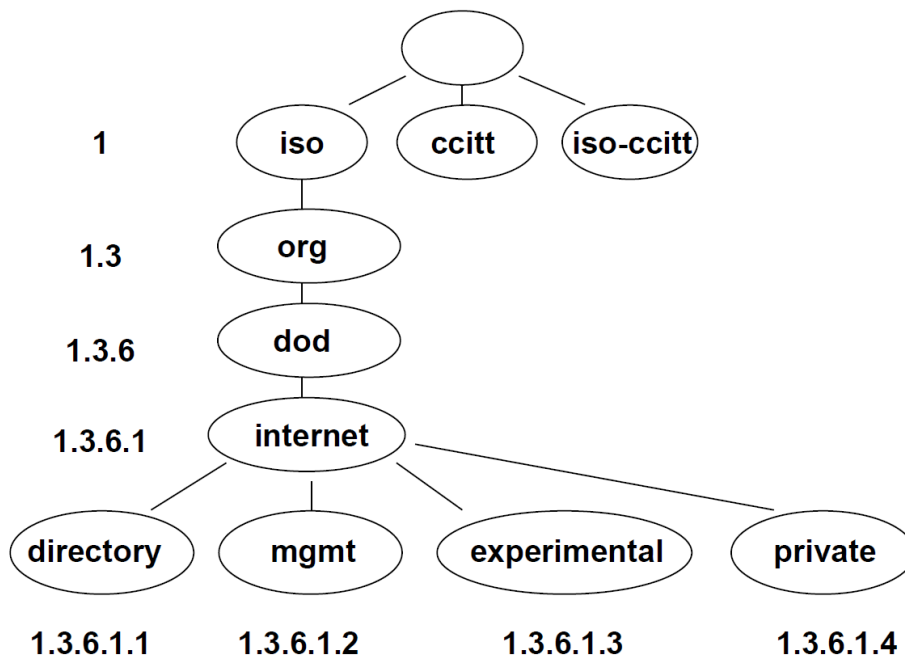 1 iso ccitt iso-ccitt
1.3 org
1.3.6 dod
1.3.6.1 internet
directory mgmt experimental private
1.3.6.1.1 1.3.6.1.2 1.3.6.1.3 1.3.6.1.4